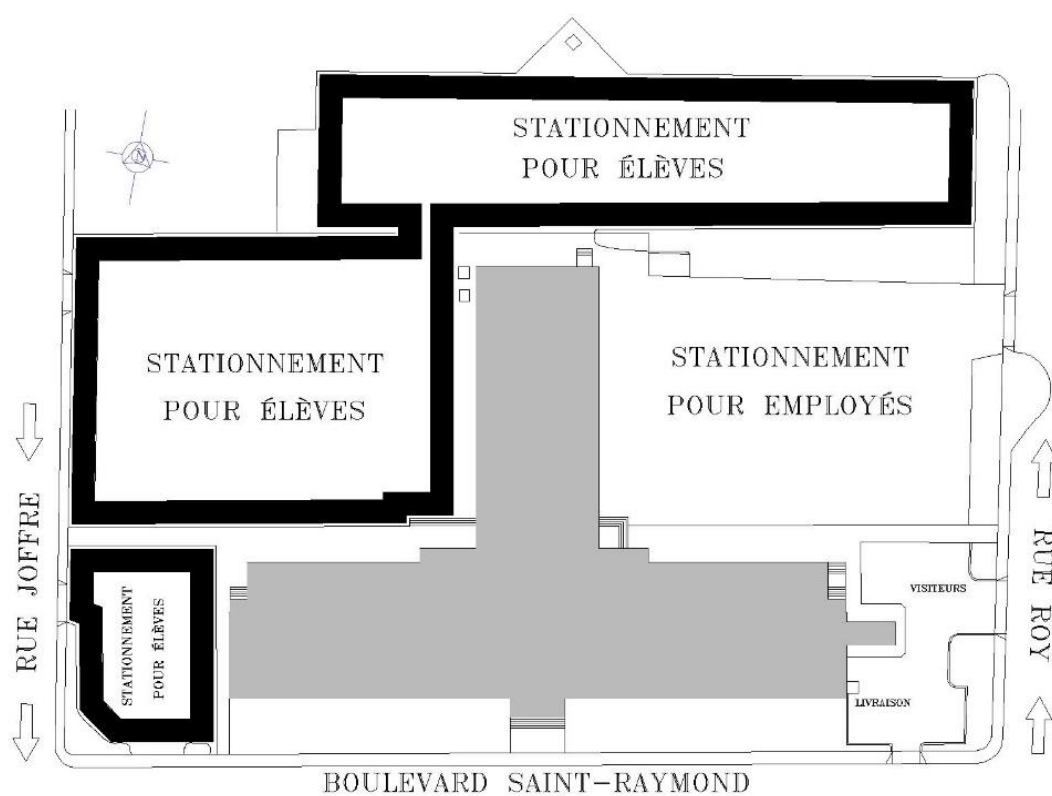 STATIONNEMENT
POUR ÉLÈVES
N
STATIONNEMENT
POUR ÉLÈVES
STATIONNEMENT
POUR EMPLOYÉS
RUE JOFFRE
STATIONNEMENT
POUR ÉLÈVES
VISITEURS
LIVRAISON
RUE ROY
BOULEVARD SAINT-RAYMOND